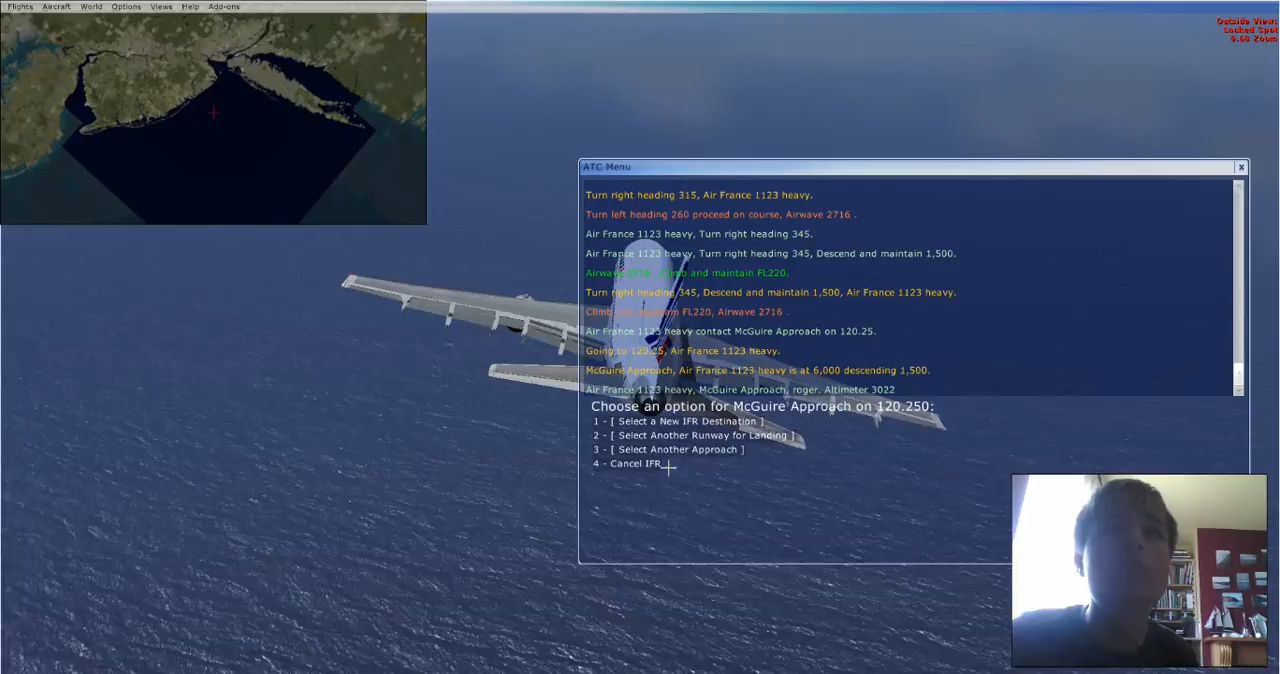 Flights Aircraft World Options Views Help Add-ons
Outside View:
Locked Spot
0.60 Zoom
ATC Menu x
Turn right heading 315, Air France 1123 heavy.
Turn left heading 260 proceed on course, Airwave 2716 .
Air France 1123 heavy, Turn right heading 345.
Air France 1123 heavy, Turn right heading 345, Descend and maintain 1,500.
Airwave 2716 , Climb and maintain FL220.
Turn right heading 345, Descend and maintain 1,500, Air France 1123 heavy.
Climb and maintain FL220, Airwave 2716 .
Air France 1123 heavy contact McGuire Approach on 120.25.
Going to 120.25, Air France 1123 heavy.
McGuire Approach, Air France 1123 heavy is at 6,000 descending 1,500.
Air France 1123 heavy, McGuire Approach, roger. Altimeter 3022
Choose an option for McGuire Approach on 120.250:
1 - [ Select a New IFR Destination ]
2 - [ Select Another Runway for Landing ]
3 - [ Select Another Approach ]
4 - Cancel IFR